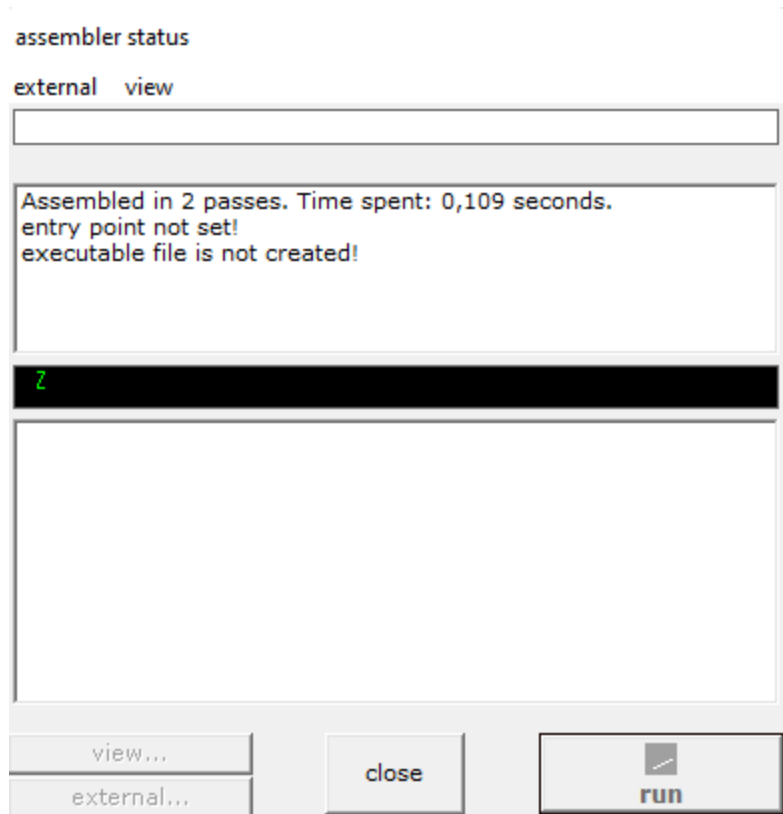 assembler status
external view
Assembled in 2 passes. Time spent: 0,109 seconds.
entry point not set!
executable file is not created!
Z
view...
close
external...
run